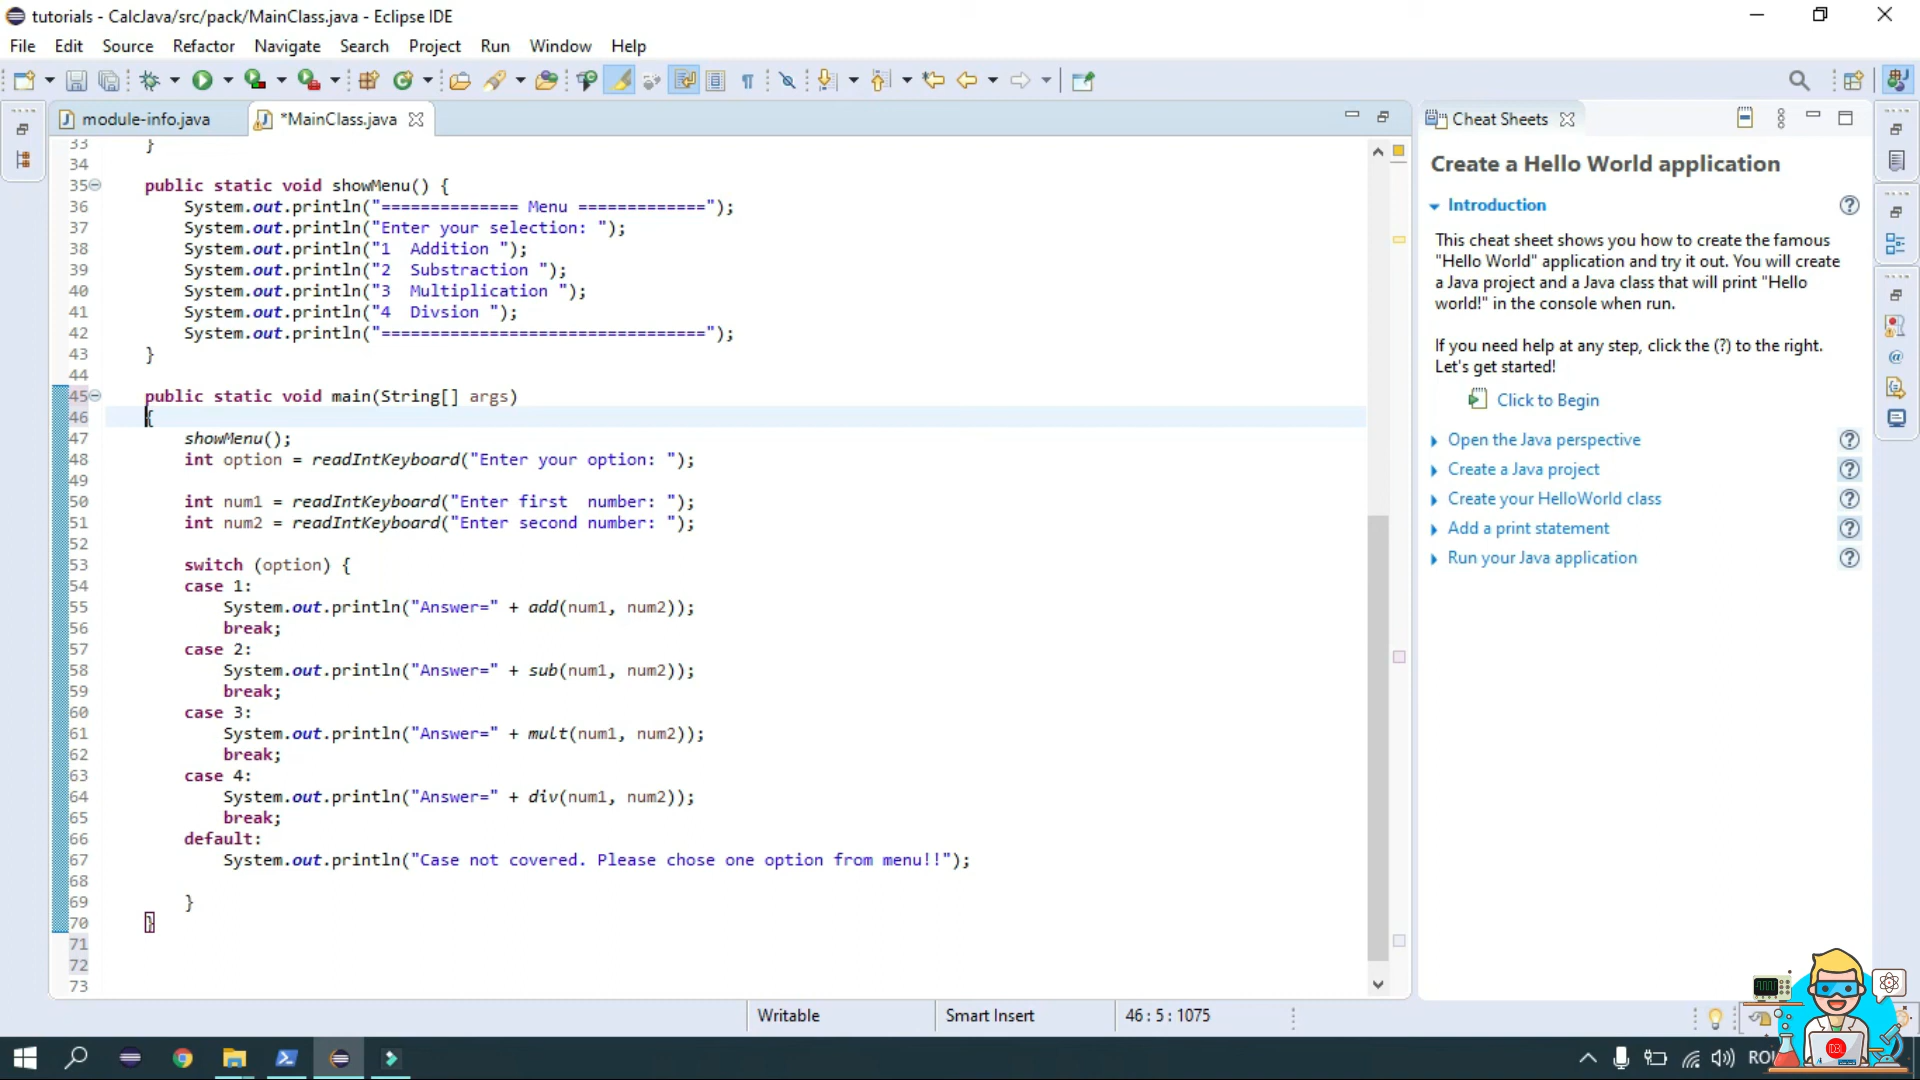 tutorials - CalcJava/src/pack/MainClass.java - Eclipse IDE
File Edit Source Refactor Navigate Search Project Run Window Help
module-info.java
*MainClass.java
33 }
34
35 public static void showMenu() {
36 System.out.println("============== Menu =============");
37 System.out.println("Enter your selection: ");
38 System.out.println("1  Addition ");
39 System.out.println("2  Substraction ");
40 System.out.println("3  Multiplication ");
41 System.out.println("4  Divsion ");
42 System.out.println("=================================");
43 }
44
45 public static void main(String[] args)
46 {
47 showMenu();
48 int option = readIntKeyboard("Enter your option: ");
49
50 int num1 = readIntKeyboard("Enter first  number: ");
51 int num2 = readIntKeyboard("Enter second number: ");
52
53 switch (option) {
54 case 1:
55 System.out.println("Answer=" + add(num1, num2));
56 break;
57 case 2:
58 System.out.println("Answer=" + sub(num1, num2));
59 break;
60 case 3:
61 System.out.println("Answer=" + mult(num1, num2));
62 break;
63 case 4:
64 System.out.println("Answer=" + div(num1, num2));
65 break;
66 default:
67 System.out.println("Case not covered. Please chose one option from menu!!");
68
69 }
70 }
71
72
73
Cheat Sheets
Create a Hello World application
Introduction
This cheat sheet shows you how to create the famous
"Hello World" application and try it out. You will create
a Java project and a Java class that will print "Hello
world!" in the console when run.
If you need help at any step, click the (?) to the right.
Let's get started!
Click to Begin
Open the Java perspective
Create a Java project
Create your HelloWorld class
Add a print statement
Run your Java application
Writable
Smart Insert
46 : 5 : 1075